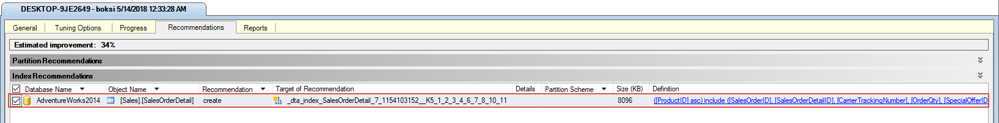 DESKTOP-9JE2649 - boksi 5/14/2018 12:33:28 AM
General Tuning Options Progress Recommendations Reports
Estimated improvement: 34%
Partition Recommendations
Index Recommendations
Database Name Object Name Recommendation Target of Recommendation Details Partition Scheme Size (KB) Definition
AdventureWorks2014 [Sales].[SalesOrderDetail] create _dta_index_SalesOrderDetail_7_1154103152__K5_1_2_3_4_6_7_8_10_11 8096 ([ProductID] asc) include ([SalesOrderID], [SalesOrderDetailID], [CarrierTrackingNumber], [OrderQty], [SpecialOfferID